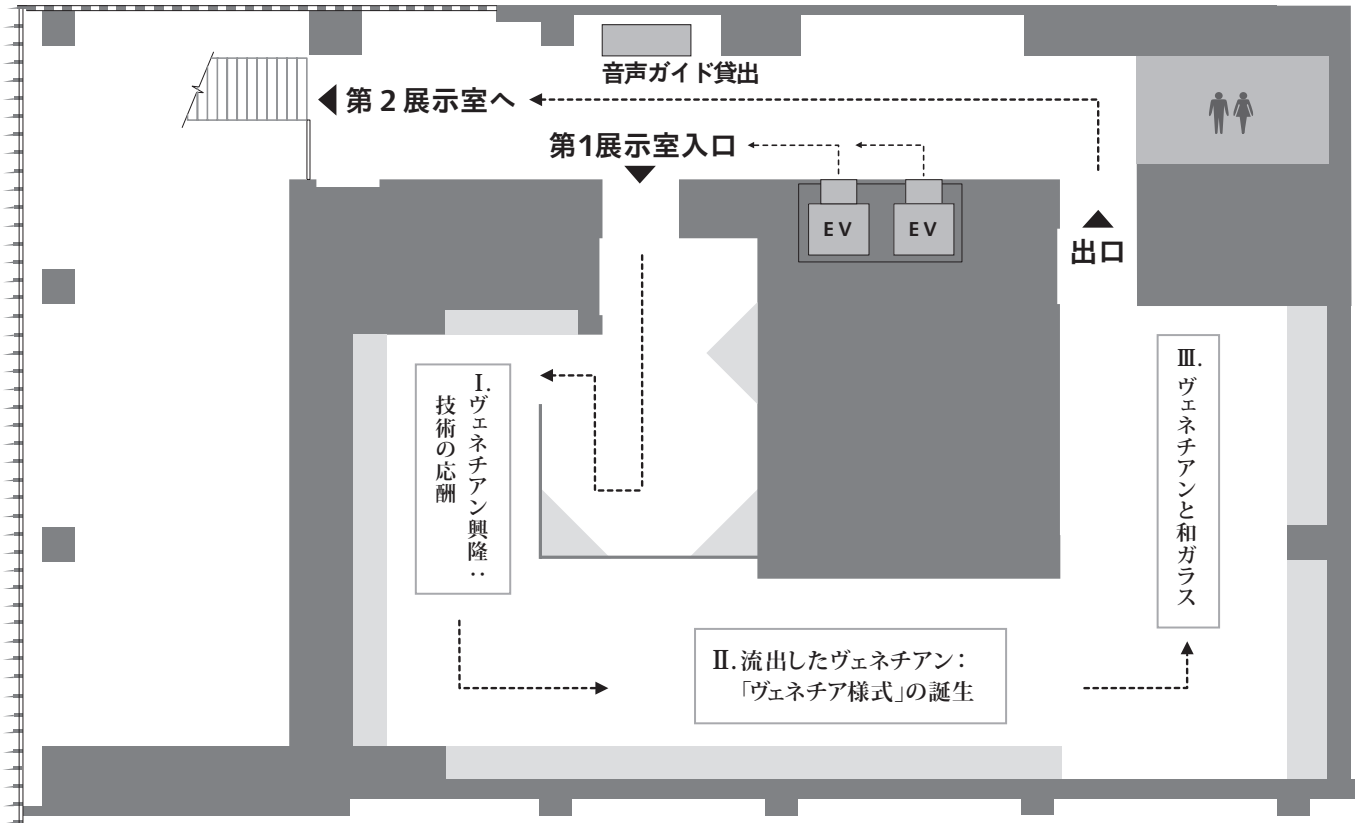 音声ガイド貸出
第2展示室へ
第1展示室入口
EV
EV
出口
Ⅰ.ヴェネチアン興隆：
技術の応酬
Ⅱ.流出したヴェネチアン：
「ヴェネチア様式」の誕生
Ⅲ.ヴェネチアンと和ガラス